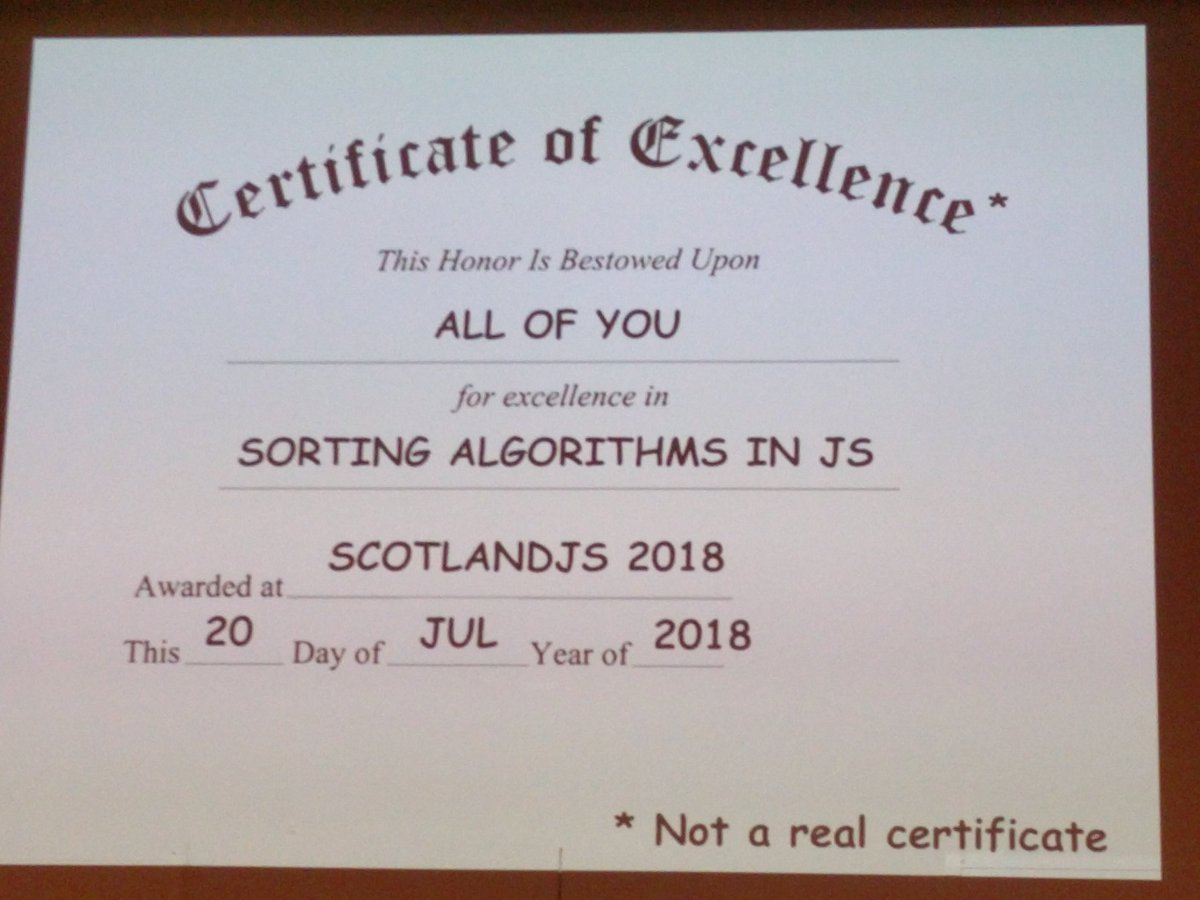 Certificate of Excellence*
This Honor Is Bestowed Upon
ALL OF YOU
for excellence in
SORTING ALGORITHMS IN JS
Awarded at SCOTLANDJS 2018
This 20 Day of JUL Year of 2018
* Not a real certificate